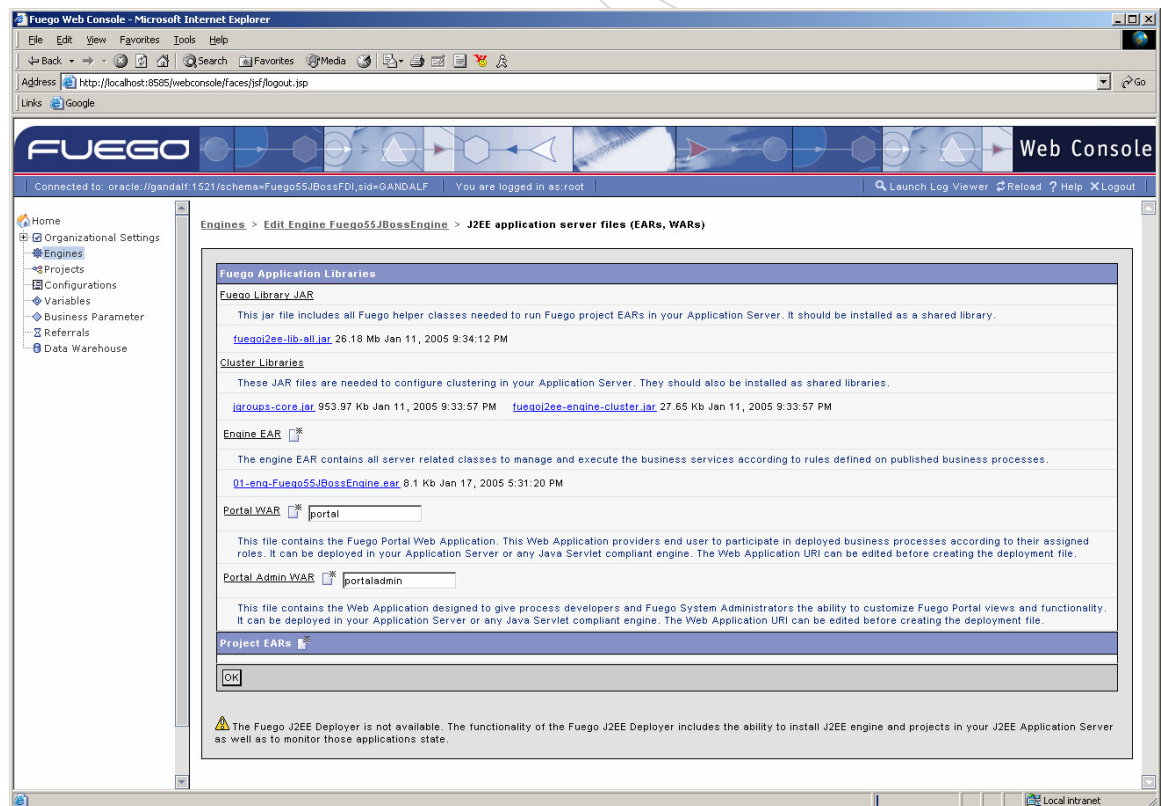 Fuego Web Console - Microsoft Internet Explorer
File Edit View Favorites Tools Help
Back Search Favorites Media
Address http://localhost:8585/webconsole/faces/jsf/logout.jsp Go
Links Google
FUEGO Web Console
Connected to: oracle://gandalf:1521/schema=Fuego55JBossFDI,sid=GANDALF You are logged in as:root Launch Log Viewer Reload ? Help X Logout
Home
Organizational Settings
Engines
Projects
Configurations
Variables
Business Parameter
Referrals
Data Warehouse
Engines > Edit Engine Fuego55JBossEngine > J2EE application server files (EARs, WARs)
Fuego Application Libraries
Fuego Library JAR
This jar file includes all Fuego helper classes needed to run Fuego project EARs in your Application Server. It should be installed as a shared library.
fuegoj2ee-lib-all.jar 26.18 Mb Jan 11, 2005 9:34:12 PM
Cluster Libraries
These JAR files are needed to configure clustering in your Application Server. They should also be installed as shared libraries.
jgroups-core.jar 953.97 Kb Jan 11, 2005 9:33:57 PM fuegoj2ee-engine-cluster.jar 27.65 Kb Jan 11, 2005 9:33:57 PM
Engine EAR
The engine EAR contains all server related classes to manage and execute the business services according to rules defined on published business processes.
01-eng-Fuego55JBossEngine.ear 8.1 Kb Jan 17, 2005 5:31:20 PM
Portal WAR portal
This file contains the Fuego Portal Web Application. This Web Application providers end user to participate in deployed business processes according to their assigned
roles. It can be deployed in your Application Server or any Java Servlet compliant engine. The Web Application URI can be edited before creating the deployment file.
Portal Admin WAR portaladmin
This file contains the Web Application designed to give process developers and Fuego System Administrators the ability to customize Fuego Portal views and functionality.
It can be deployed in your Application Server or any Java Servlet compliant engine. The Web Application URI can be edited before creating the deployment file.
Project EARs
OK
The Fuego J2EE Deployer is not available. The functionality of the Fuego J2EE Deployer includes the ability to install J2EE engine and projects in your J2EE Application Server
as well as to monitor those applications state.
Local intranet